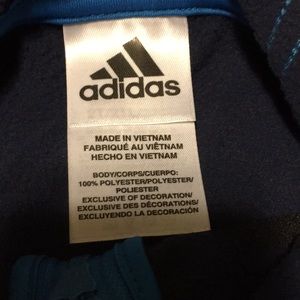 adidas
MADE IN VIETNAM
FABRIQUÉ AU VIÊTNAM
HECHO EN VIETNAM
BODY/CORPS/CUERPO:
100% POLYESTER/POLYESTER/
POLIESTER
EXCLUSIVE OF DECORATION/
EXCLUSIVE DES DÉCORATIONS/
EXCLUYENDO LA DECORACIÓN